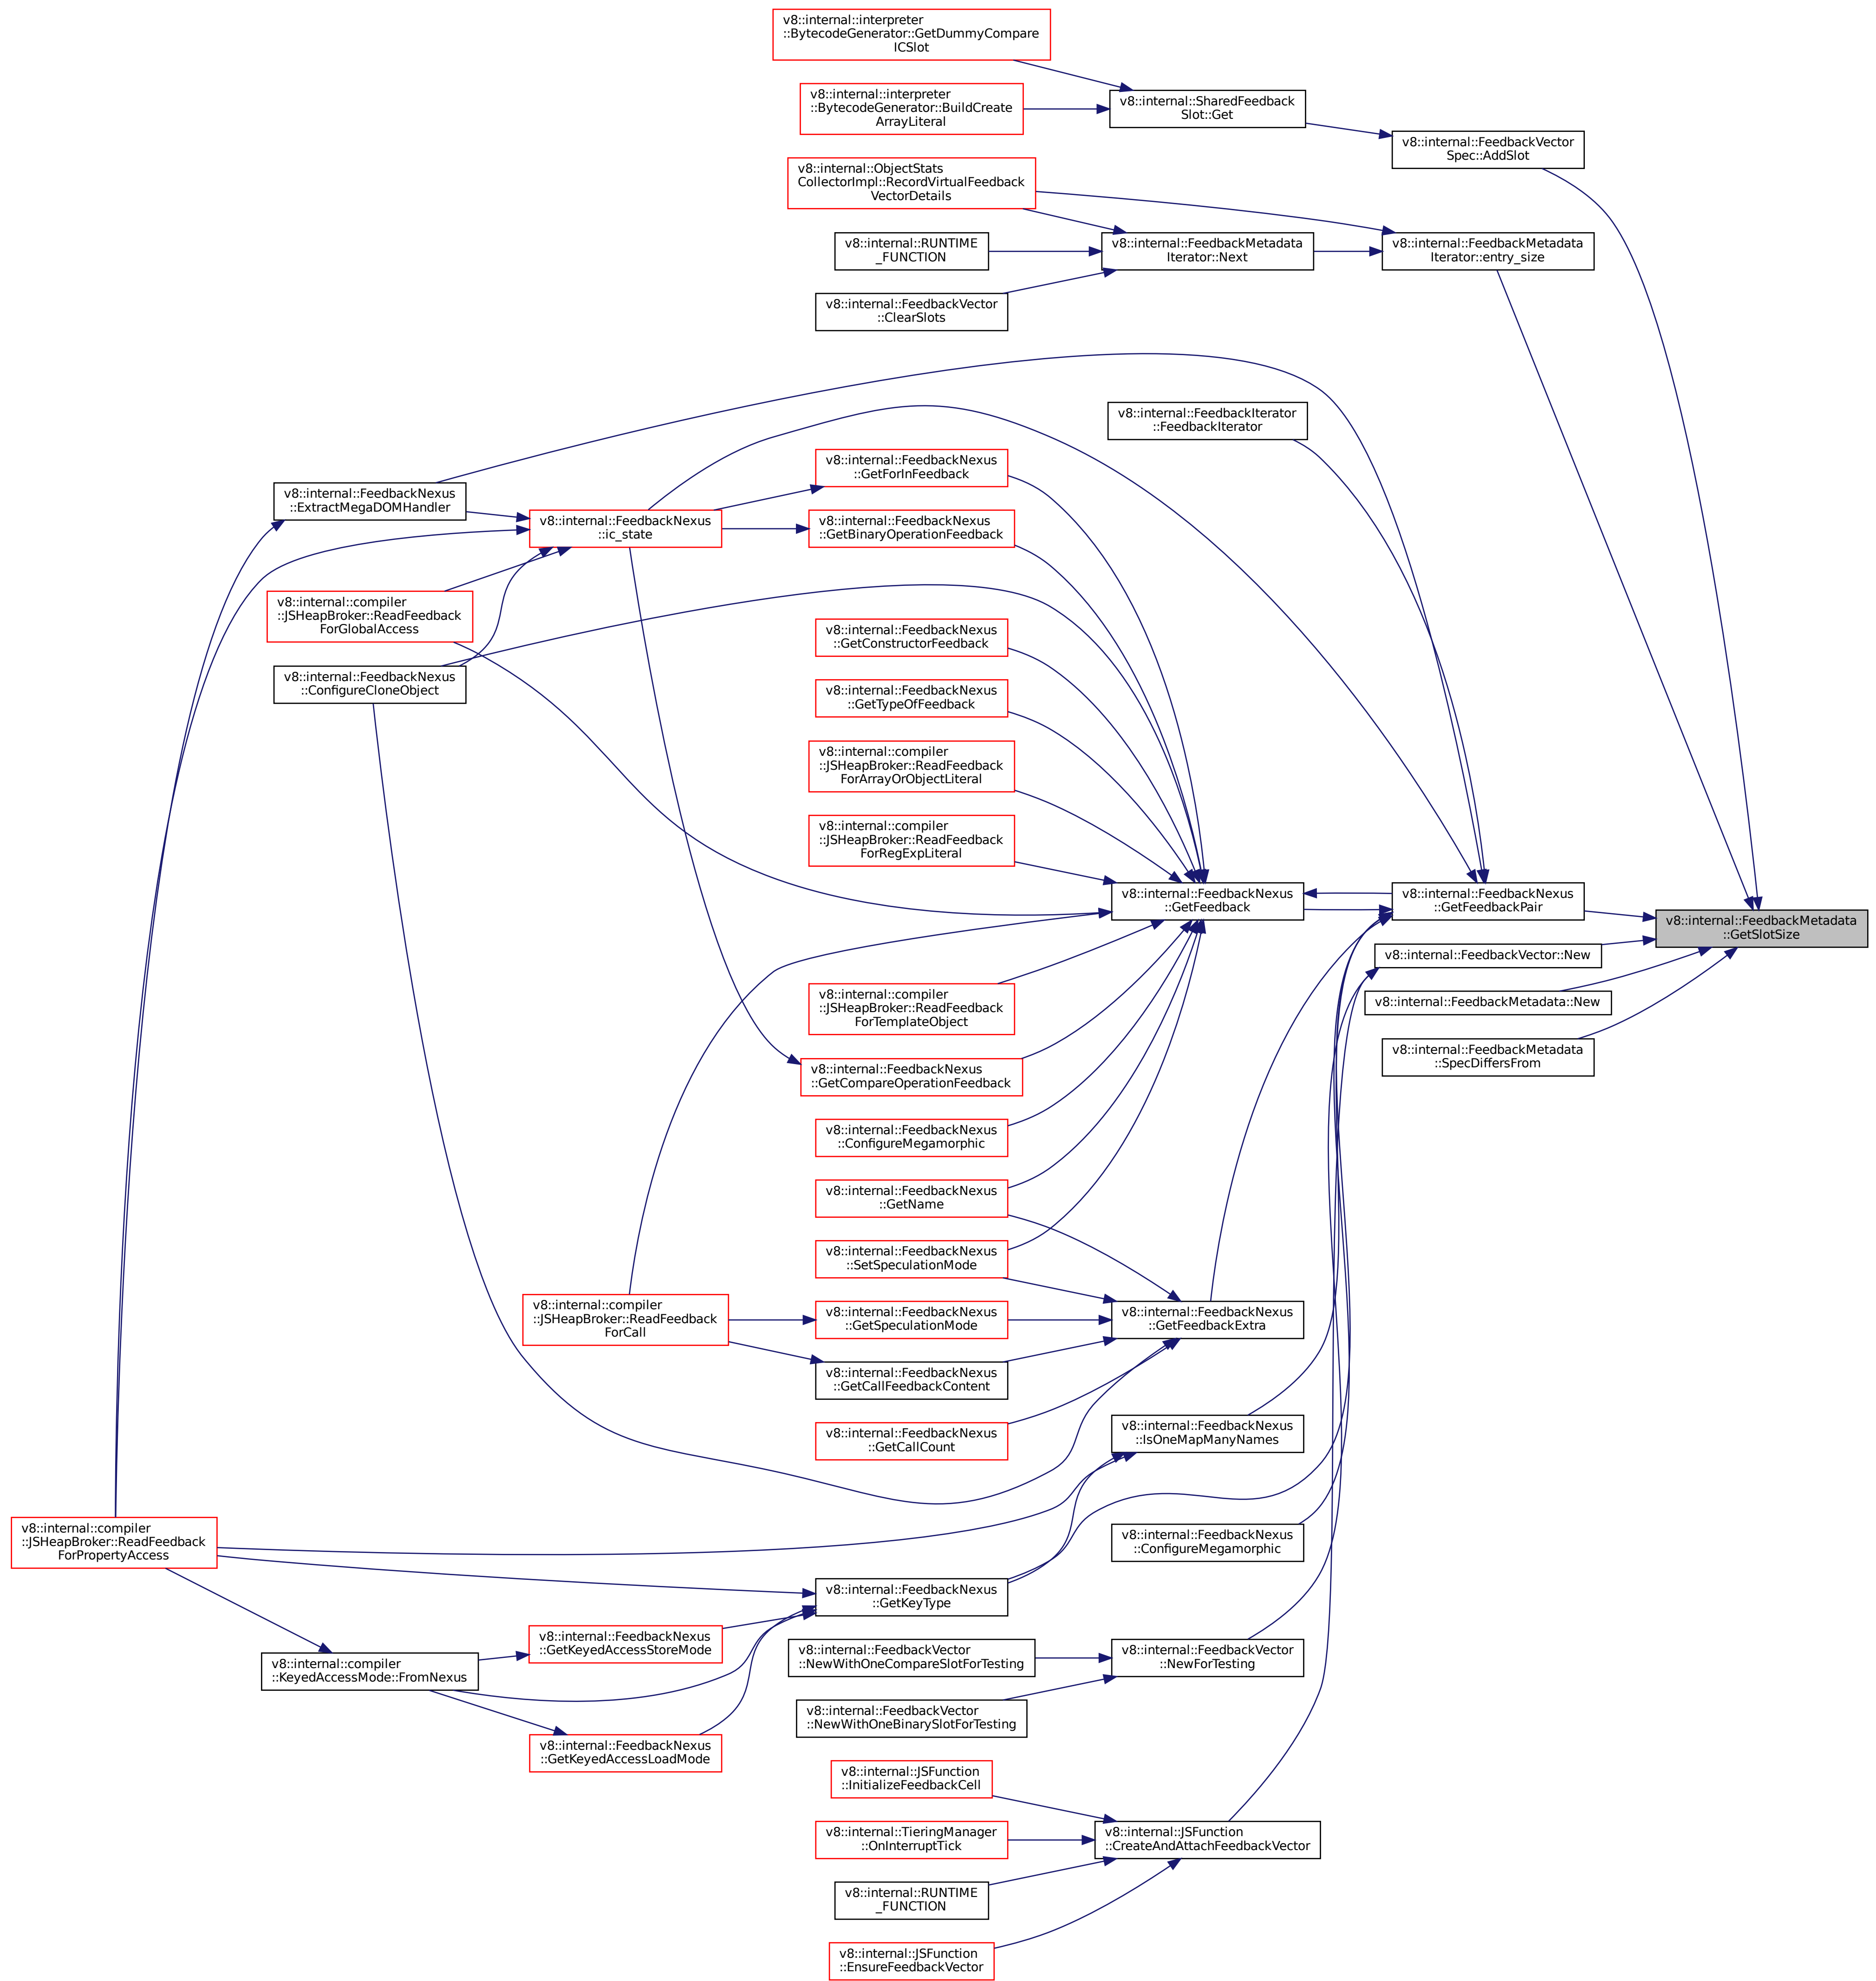 v8::internal::interpreter
::BytecodeGenerator::GetDummyCompare
ICSlot
v8::internal::interpreter
::BytecodeGenerator::BuildCreate
ArrayLiteral
v8::internal::SharedFeedback
Slot::Get
v8::internal::FeedbackVector
Spec::AddSlot
v8::internal::ObjectStats
CollectorImpl::RecordVirtualFeedback
VectorDetails
v8::internal::RUNTIME
_FUNCTION
v8::internal::FeedbackMetadata
Iterator::Next
v8::internal::FeedbackMetadata
Iterator::entry_size
v8::internal::FeedbackVector
::ClearSlots
v8::internal::FeedbackIterator
::FeedbackIterator
v8::internal::FeedbackNexus
::GetForInFeedback
v8::internal::FeedbackNexus
::ExtractMegaDOMHandler
v8::internal::FeedbackNexus
::ic_state
v8::internal::FeedbackNexus
::GetBinaryOperationFeedback
v8::internal::compiler
::JSHeapBroker::ReadFeedback
ForGlobalAccess
v8::internal::FeedbackNexus
::GetConstructorFeedback
v8::internal::FeedbackNexus
::ConfigureCloneObject
v8::internal::FeedbackNexus
::GetTypeOfFeedback
v8::internal::compiler
::JSHeapBroker::ReadFeedback
ForArrayOrObjectLiteral
v8::internal::compiler
::JSHeapBroker::ReadFeedback
ForRegExpLiteral
v8::internal::FeedbackNexus
::GetFeedback
v8::internal::FeedbackNexus
::GetFeedbackPair
v8::internal::FeedbackMetadata
::GetSlotSize
v8::internal::FeedbackVector::New
v8::internal::FeedbackMetadata::New
v8::internal::compiler
::JSHeapBroker::ReadFeedback
ForTemplateObject
v8::internal::FeedbackMetadata
::SpecDiffersFrom
v8::internal::FeedbackNexus
::GetCompareOperationFeedback
v8::internal::FeedbackNexus
::ConfigureMegamorphic
v8::internal::FeedbackNexus
::GetName
v8::internal::FeedbackNexus
::SetSpeculationMode
v8::internal::compiler
::JSHeapBroker::ReadFeedback
ForCall
v8::internal::FeedbackNexus
::GetSpeculationMode
v8::internal::FeedbackNexus
::GetFeedbackExtra
v8::internal::FeedbackNexus
::GetCallFeedbackContent
v8::internal::FeedbackNexus
::GetCallCount
v8::internal::FeedbackNexus
::IsOneMapManyNames
v8::internal::compiler
::JSHeapBroker::ReadFeedback
ForPropertyAccess
v8::internal::FeedbackNexus
::ConfigureMegamorphic
v8::internal::FeedbackNexus
::GetKeyType
v8::internal::FeedbackNexus
::GetKeyedAccessStoreMode
v8::internal::compiler
::KeyedAccessMode::FromNexus
v8::internal::FeedbackVector
::NewWithOneCompareSlotForTesting
v8::internal::FeedbackVector
::NewForTesting
v8::internal::FeedbackVector
::NewWithOneBinarySlotForTesting
v8::internal::FeedbackNexus
::GetKeyedAccessLoadMode
v8::internal::JSFunction
::InitializeFeedbackCell
v8::internal::TieringManager
::OnInterruptTick
v8::internal::JSFunction
::CreateAndAttachFeedbackVector
v8::internal::RUNTIME
_FUNCTION
v8::internal::JSFunction
::EnsureFeedbackVector